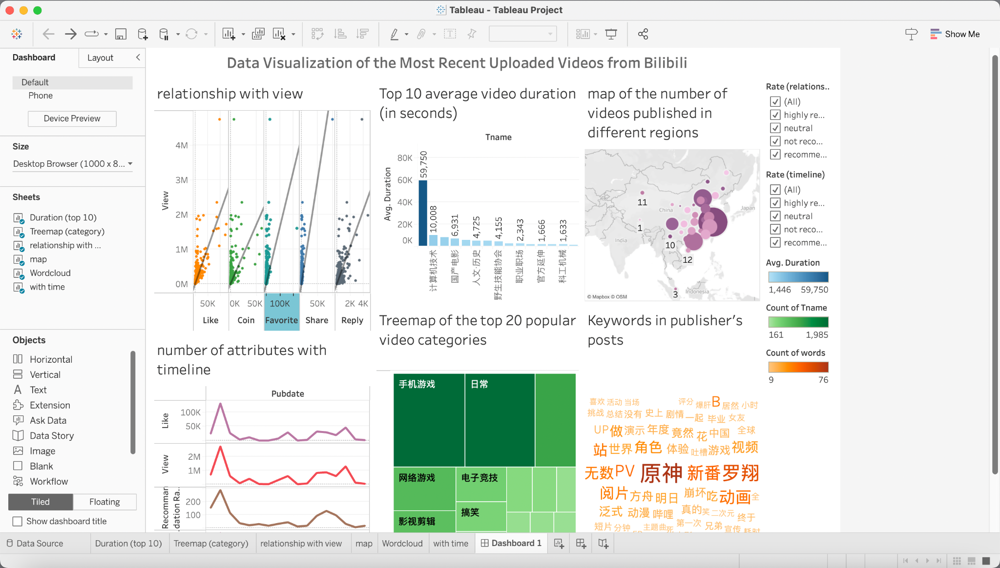 Tableau - Tableau Project
Show Me
Dashboard
Layout
Default
Phone
Device Preview
Size
Desktop Browser (1000 x 8...
Sheets
Duration (top 10)
Treemap (category)
relationship with ...
map
Wordcloud
with time
Objects
Horizontal
Vertical
Text
Extension
Ask Data
Data Story
Image
Blank
Workflow
Tiled
Floating
Show dashboard title
Data Visualization of the Most Recent Uploaded Videos from Bilibili
relationship with view
View
4M
3M
2M
1M
0M
50K
0K 50K
100K
50K
2K 4K
Like
Coin
Favorite
Share
Reply
number of attributes with
timeline
Pubdate
Like
100K
50K
View
2M
1M
Recomman
.dation Ra..
200
100
Top 10 average video duration
(in seconds)
Tname
Avg. Duration
80K
60K
40K
20K
0K
59,750
10,008
6,931
4,725
4,155
2,343
1,666
1,633
计算机技术
国产电影
人文·历史
野生技能协会
职业职场
官方延伸
科工机械
Treemap of the top 20 popular
video categories
手机游戏
日常
网络游戏
电子竞技
影视剪辑
搞笑
map of the number of
videos published in
different regions
11
China
Japan
1
India
10
12
3
Indonesia
© Mapbox © OSM
Keywords in publisher's
posts
喜欢 活动 当场 评分 爆肝 B 居然 小时
挑战 总结 没有 史上 剧情 一起 毕业 女友
UP 做 演示 年度 竟然 花 中国 全球
站 世界 角色 体验 吐槽 游戏 视频
无数 PV 原神 新番 罗翔
阅片 方舟 明日 崩坏 吃 动画 全
泛式 动漫 哔哩 真的 笑 二次元 终于
短片 分钟 主题曲 死 第一次 兄弟 宣传 耗时
Rate (relations..
(All)
highly re...
neutral
not reco...
recomme...
Rate (timeline)
(All)
highly re...
neutral
not reco...
recomme...
Avg. Duration
1,446 59,750
Count of Tname
161 1,985
Count of words
9 76
Data Source
Duration (top 10)
Treemap (category)
relationship with view
map
Wordcloud
with time
Dashboard 1